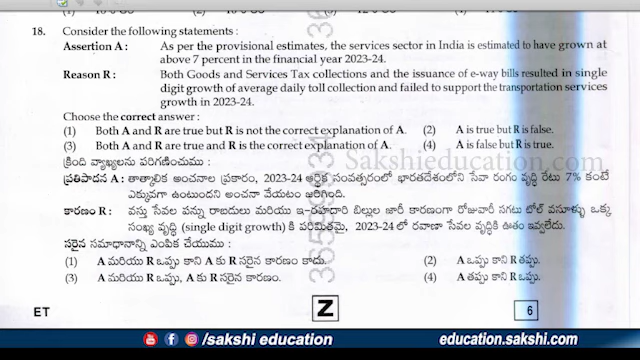 18. Consider the following statements :
Assertion A : As per the provisional estimates, the services sector in India is estimated to have grown at
above 7 percent in the financial year 2023-24.
Reason R : Both Goods and Services Tax collections and the issuance of e-way bills resulted in single
digit growth of average daily toll collection and failed to support the transportation services
growth in 2023-24.
Choose the correct answer :
(1) Both A and R are true but R is not the correct explanation of A. (2) A is true but R is false.
(3) Both A and R are true and R is the correct explanation of A. (4) A is false but R is true.
క్రింది వ్యాఖ్యలను పరిగణించుము :
ప్రతిపాదన A : తాత్కాలిక అంచనాల ప్రకారం, 2023-24 ఆర్థిక సంవత్సరంలో భారతదేశంలోని సేవా రంగం వృద్ధి రేటు 7% కంటే
ఎక్కువగా ఉంటుందని అంచనా వేయటం జరిగింది.
కారణం R : వస్తు సేవల పన్ను రాబడులు మరియు ఇ-రహదారి బిల్లుల జారీ కారణంగా రోజువారీ సగటు టోల్ వసూళ్ళు ఒక్క
సంఖ్య వృద్ధి (single digit growth) కి పరిమితమై, 2023-24 లో రవాణా సేవల వృద్ధికి ఊతం ఇవ్వలేదు.
సరైన సమాధానాన్ని ఎంపిక చేయుము :
(1) A మరియు R ఒప్పు కాని A కు R సరైన కారణం కాదు. (2) A ఒప్పు కాని R తప్పు.
(3) A మరియు R ఒప్పు, A కు R సరైన కారణం. (4) A తప్పు కాని R ఒప్పు.
Sakshieducation.com
ET Z 6
/sakshi education education.sakshi.com